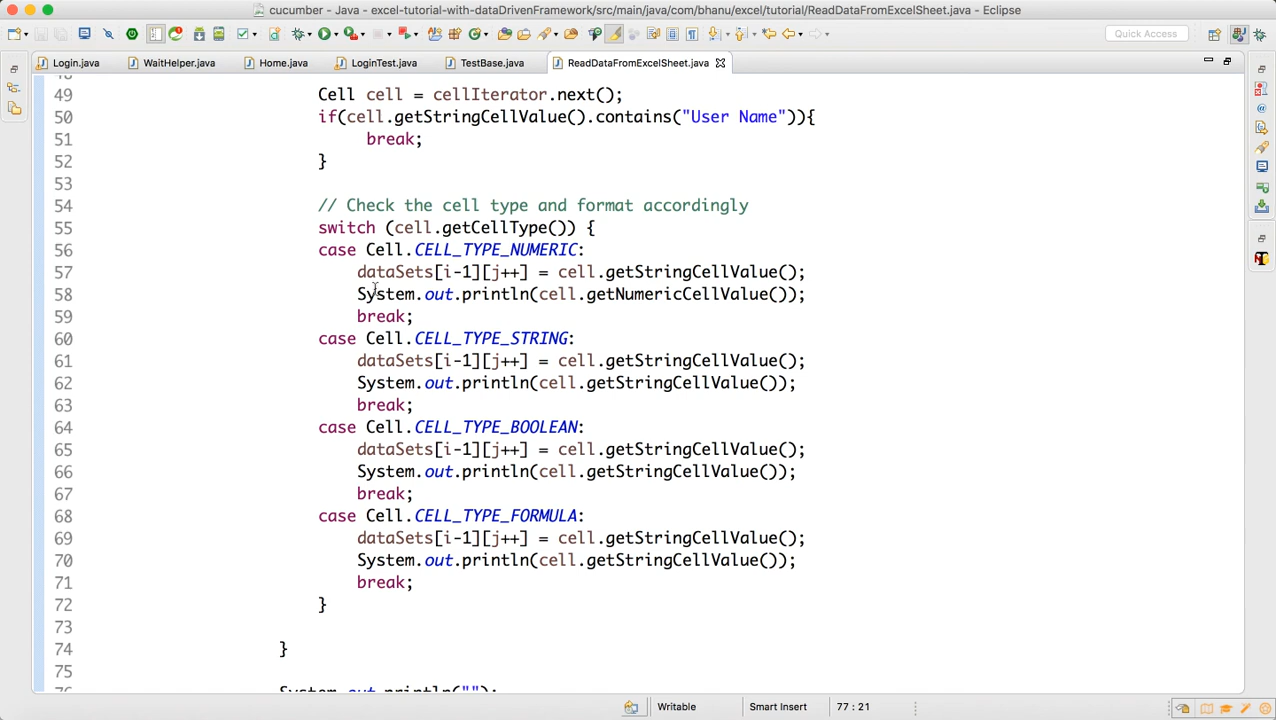 cucumber - Java - excel-tutorial-with-dataDrivenFramework/src/main/java/com/bhanu/excel/tutorial/ReadDataFromExcelSheet.java - Eclipse
Quick Access
Login.java
WaitHelper.java
Home.java
LoginTest.java
TestBase.java
ReadDataFromExcelSheet.java
48
49 Cell cell = cellIterator.next();
50 if(cell.getStringCellValue().contains("User Name")){
51 break;
52 }
53
54 // Check the cell type and format accordingly
55 switch (cell.getCellType()) {
56 case Cell.CELL_TYPE_NUMERIC:
57 dataSets[i-1][j++] = cell.getStringCellValue();
58 System.out.println(cell.getNumericCellValue());
59 break;
60 case Cell.CELL_TYPE_STRING:
61 dataSets[i-1][j++] = cell.getStringCellValue();
62 System.out.println(cell.getStringCellValue());
63 break;
64 case Cell.CELL_TYPE_BOOLEAN:
65 dataSets[i-1][j++] = cell.getStringCellValue();
66 System.out.println(cell.getStringCellValue());
67 break;
68 case Cell.CELL_TYPE_FORMULA:
69 dataSets[i-1][j++] = cell.getStringCellValue();
70 System.out.println(cell.getStringCellValue());
71 break;
72 }
73
74 }
75
76 System.out.println("");
Writable
Smart Insert
77 : 21